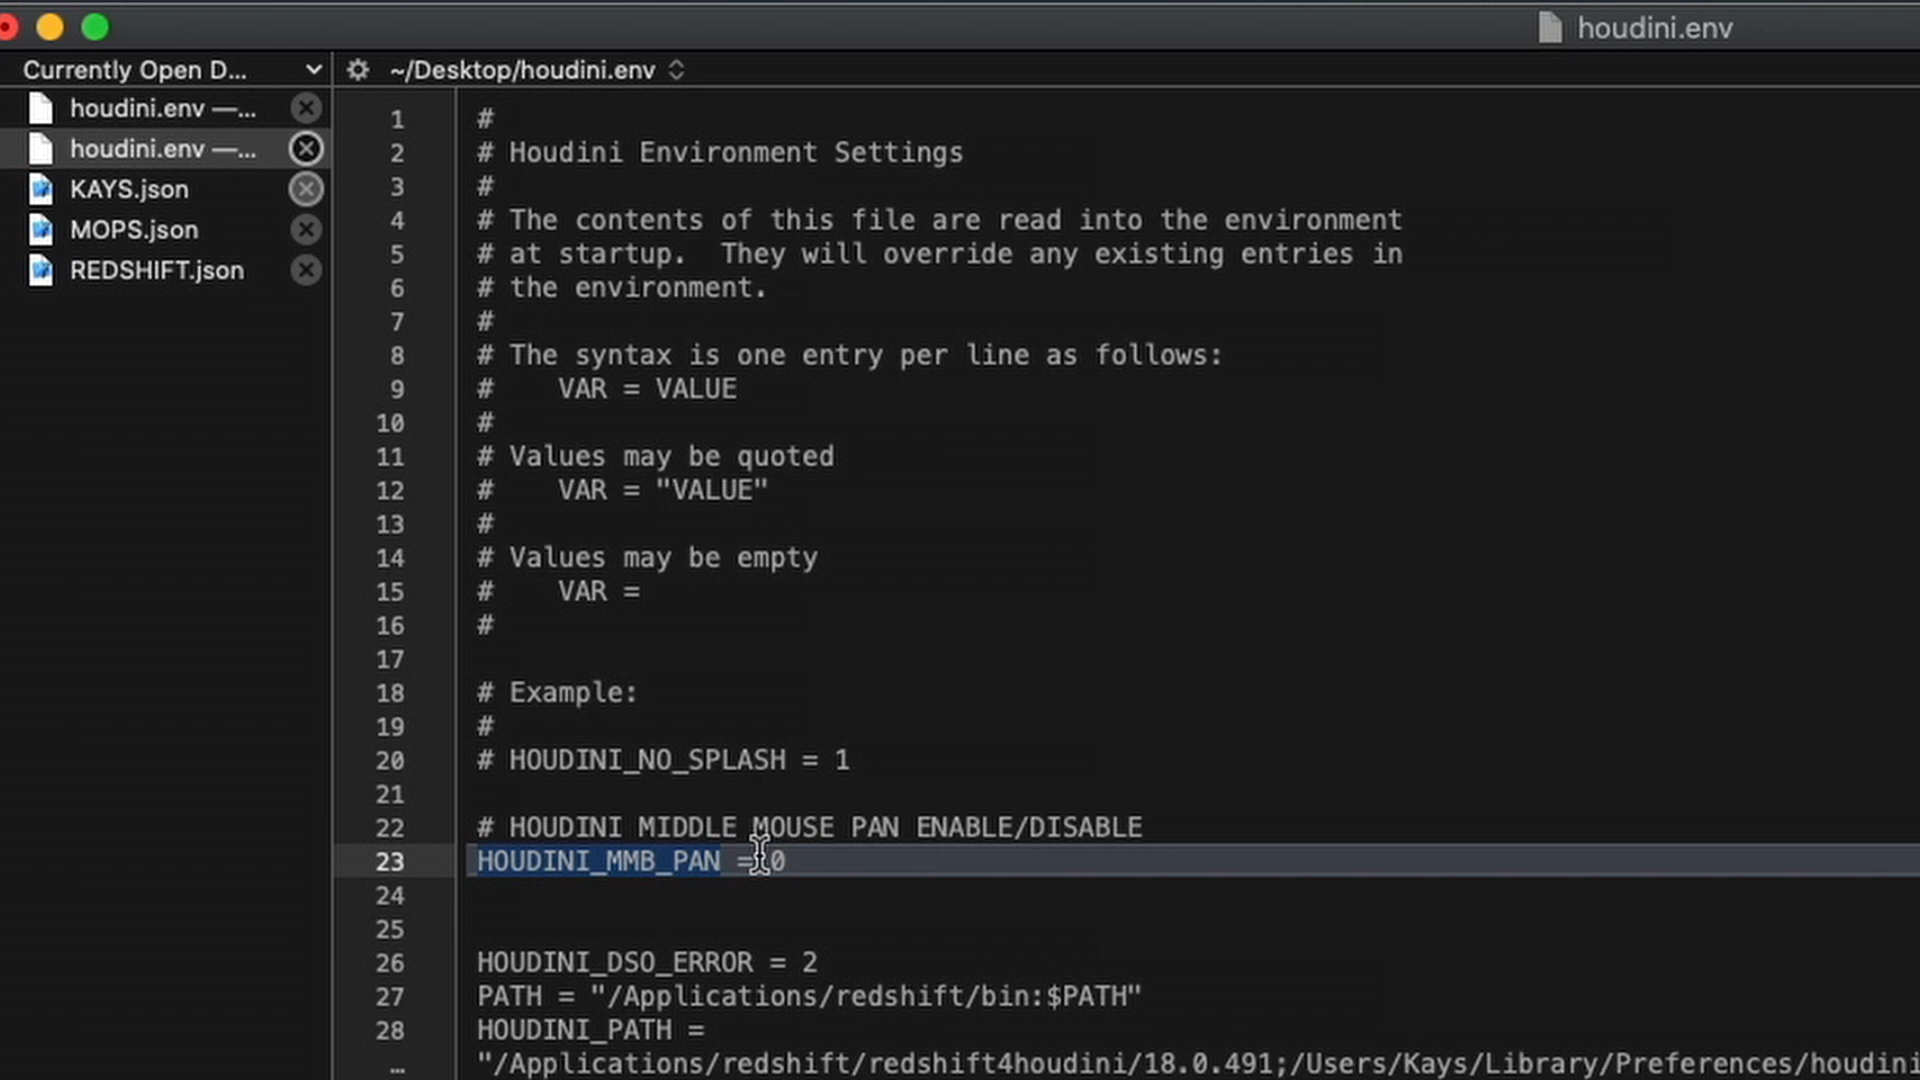 houdini.env
Currently Open D...
~/Desktop/houdini.env
houdini.env —...
houdini.env —...
KAYS.json
MOPS.json
REDSHIFT.json
1 #
2 # Houdini Environment Settings
3 #
4 # The contents of this file are read into the environment
5 # at startup.  They will override any existing entries in
6 # the environment.
7 #
8 # The syntax is one entry per line as follows:
9 #    VAR = VALUE
10 #
11 # Values may be quoted
12 #    VAR = "VALUE"
13 #
14 # Values may be empty
15 #    VAR =
16 #
17
18 # Example:
19 #
20 # HOUDINI_NO_SPLASH = 1
21
22 # HOUDINI MIDDLE MOUSE PAN ENABLE/DISABLE
23 HOUDINI_MMB_PAN = 0
24
25
26 HOUDINI_DSO_ERROR = 2
27 PATH = "/Applications/redshift/bin:$PATH"
28 HOUDINI_PATH =
… "/Applications/redshift/redshift4houdini/18.0.491;/Users/Kays/Library/Preferences/houdini